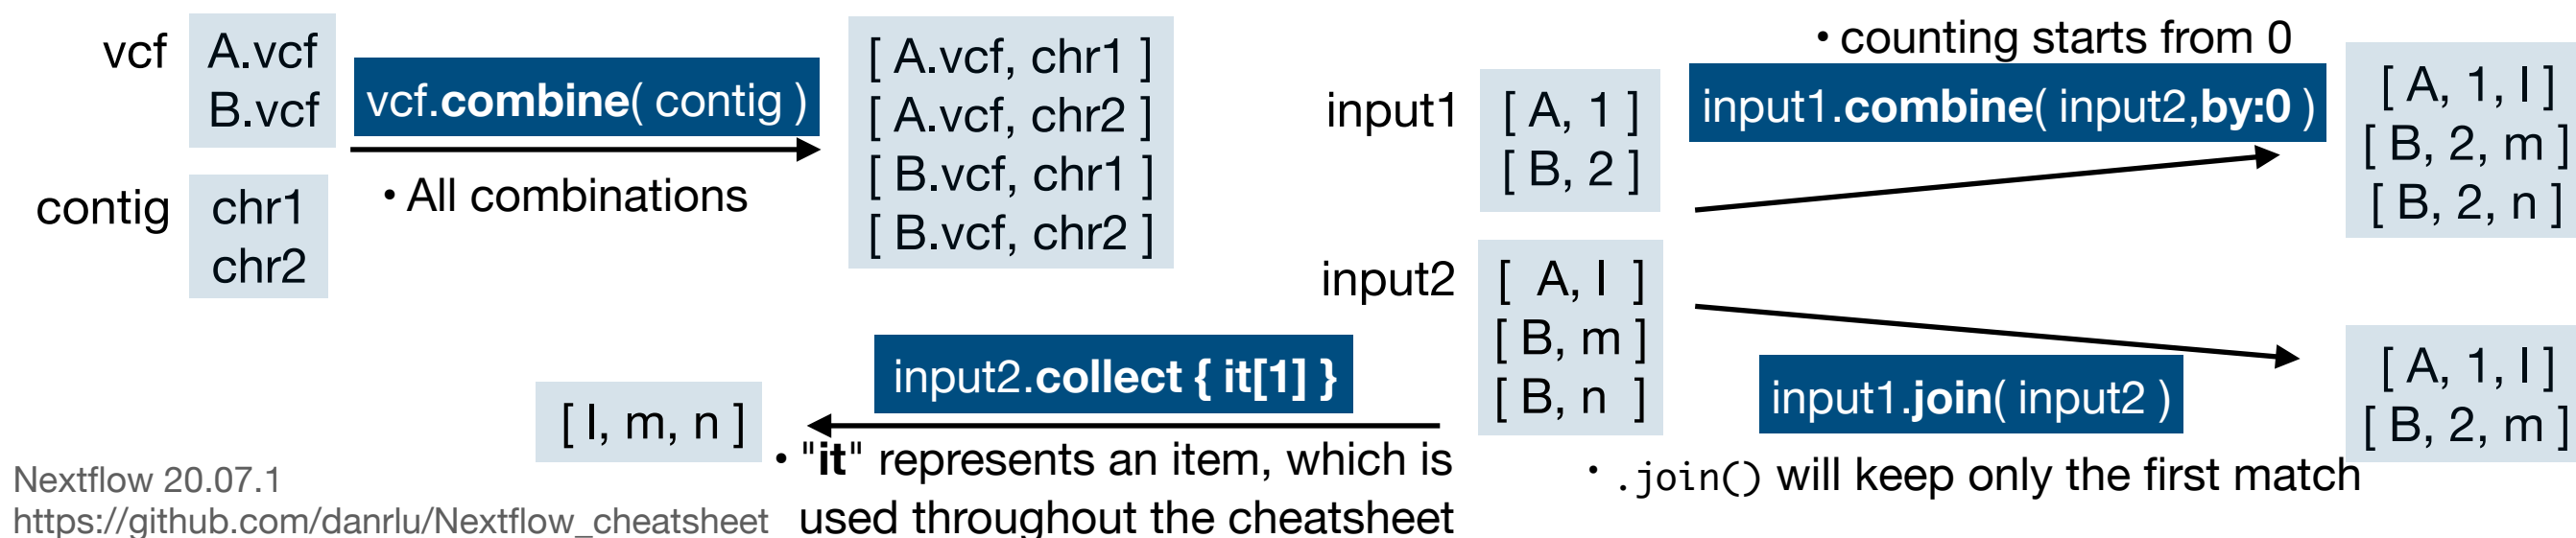 vcf
A.vcf
B.vcf
vcf.combine( contig )
• All combinations
contig
chr1
chr2
[ A.vcf, chr1 ]
[ A.vcf, chr2 ]
[ B.vcf, chr1 ]
[ B.vcf, chr2 ]
• counting starts from 0
input1
[ A, 1 ]
[ B, 2 ]
input1.combine( input2,by:0 )
[ A, 1, l ]
[ B, 2, m ]
[ B, 2, n ]
input2
[ A, l ]
[ B, m ]
[ B, n ]
input1.join( input2 )
[ A, 1, l ]
[ B, 2, m ]
• .join() will keep only the first match
input2.collect { it[1] }
[ l, m, n ]
• "it" represents an item, which is
used throughout the cheatsheet
Nextflow 20.07.1
https://github.com/danrlu/Nextflow_cheatsheet